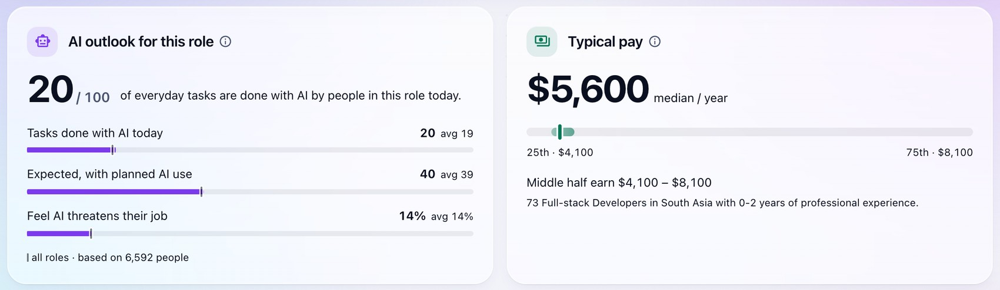 AI outlook for this role
20 / 100 of everyday tasks are done with AI by people in this role today.
Tasks done with AI today 20 avg 19
Expected, with planned AI use 40 avg 39
Feel AI threatens their job 14% avg 14%
all roles · based on 6,592 people
Typical pay
$5,600 median / year
25th · $4,100 75th · $8,100
Middle half earn $4,100 – $8,100
73 Full-stack Developers in South Asia with 0-2 years of professional experience.